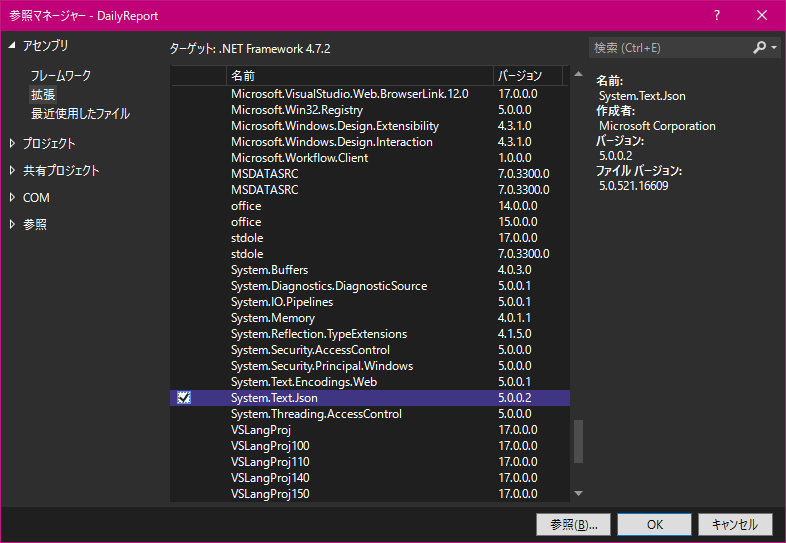 参照マネージャー - DailyReport
? ×
アセンブリ
フレームワーク
拡張
最近使用したファイル
プロジェクト
共有プロジェクト
COM
参照
ターゲット: .NET Framework 4.7.2
名前 バージョン
Microsoft.VisualStudio.Web.BrowserLink.12.0 17.0.0.0
Microsoft.Win32.Registry 5.0.0.0
Microsoft.Windows.Design.Extensibility 4.3.1.0
Microsoft.Windows.Design.Interaction 4.3.1.0
Microsoft.Workflow.Client 1.0.0.0
MSDATASRC 7.0.3300.0
MSDATASRC 7.0.3300.0
office 14.0.0.0
office 15.0.0.0
stdole 17.0.0.0
stdole 7.0.3300.0
System.Buffers 4.0.3.0
System.Diagnostics.DiagnosticSource 5.0.0.1
System.IO.Pipelines 5.0.0.1
System.Memory 4.0.1.1
System.Reflection.TypeExtensions 4.1.5.0
System.Security.AccessControl 5.0.0.0
System.Security.Principal.Windows 5.0.0.0
System.Text.Encodings.Web 5.0.0.1
System.Text.Json 5.0.0.2
System.Threading.AccessControl 5.0.0.0
VSLangProj 17.0.0.0
VSLangProj100 17.0.0.0
VSLangProj110 17.0.0.0
VSLangProj140 17.0.0.0
VSLangProj150 17.0.0.0
検索 (Ctrl+E)
名前:
System.Text.Json
作成者:
Microsoft Corporation
バージョン:
5.0.0.2
ファイル バージョン:
5.0.521.16609
参照(B)... OK キャンセル